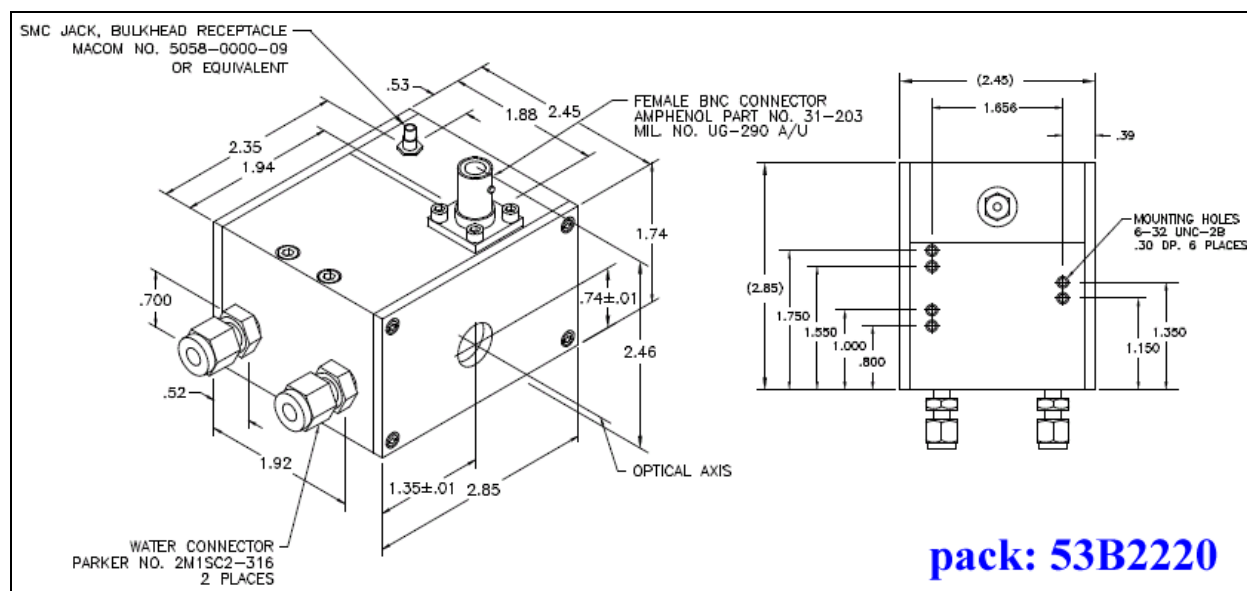 SMC JACK, BULKHEAD RECEPTACLE
MACOM NO. 5058-0000-09
OR EQUIVALENT
.53
2.45
1.88
FEMALE BNC CONNECTOR
AMPHENOL PART NO. 31-203
MIL. NO. UG-290 A/U
2.35
1.94
1.74
.700
.74±.01
2.46
.52
1.92
1.35±.01
2.85
OPTICAL AXIS
WATER CONNECTOR
PARKER NO. 2M1SC2-316
2 PLACES
(2.45)
1.656
.39
MOUNTING HOLES
6-32 UNC-2B
.30 DP. 6 PLACES
(2.85)
1.750
1.550
1.000
.800
1.350
1.150
pack: 53B2220